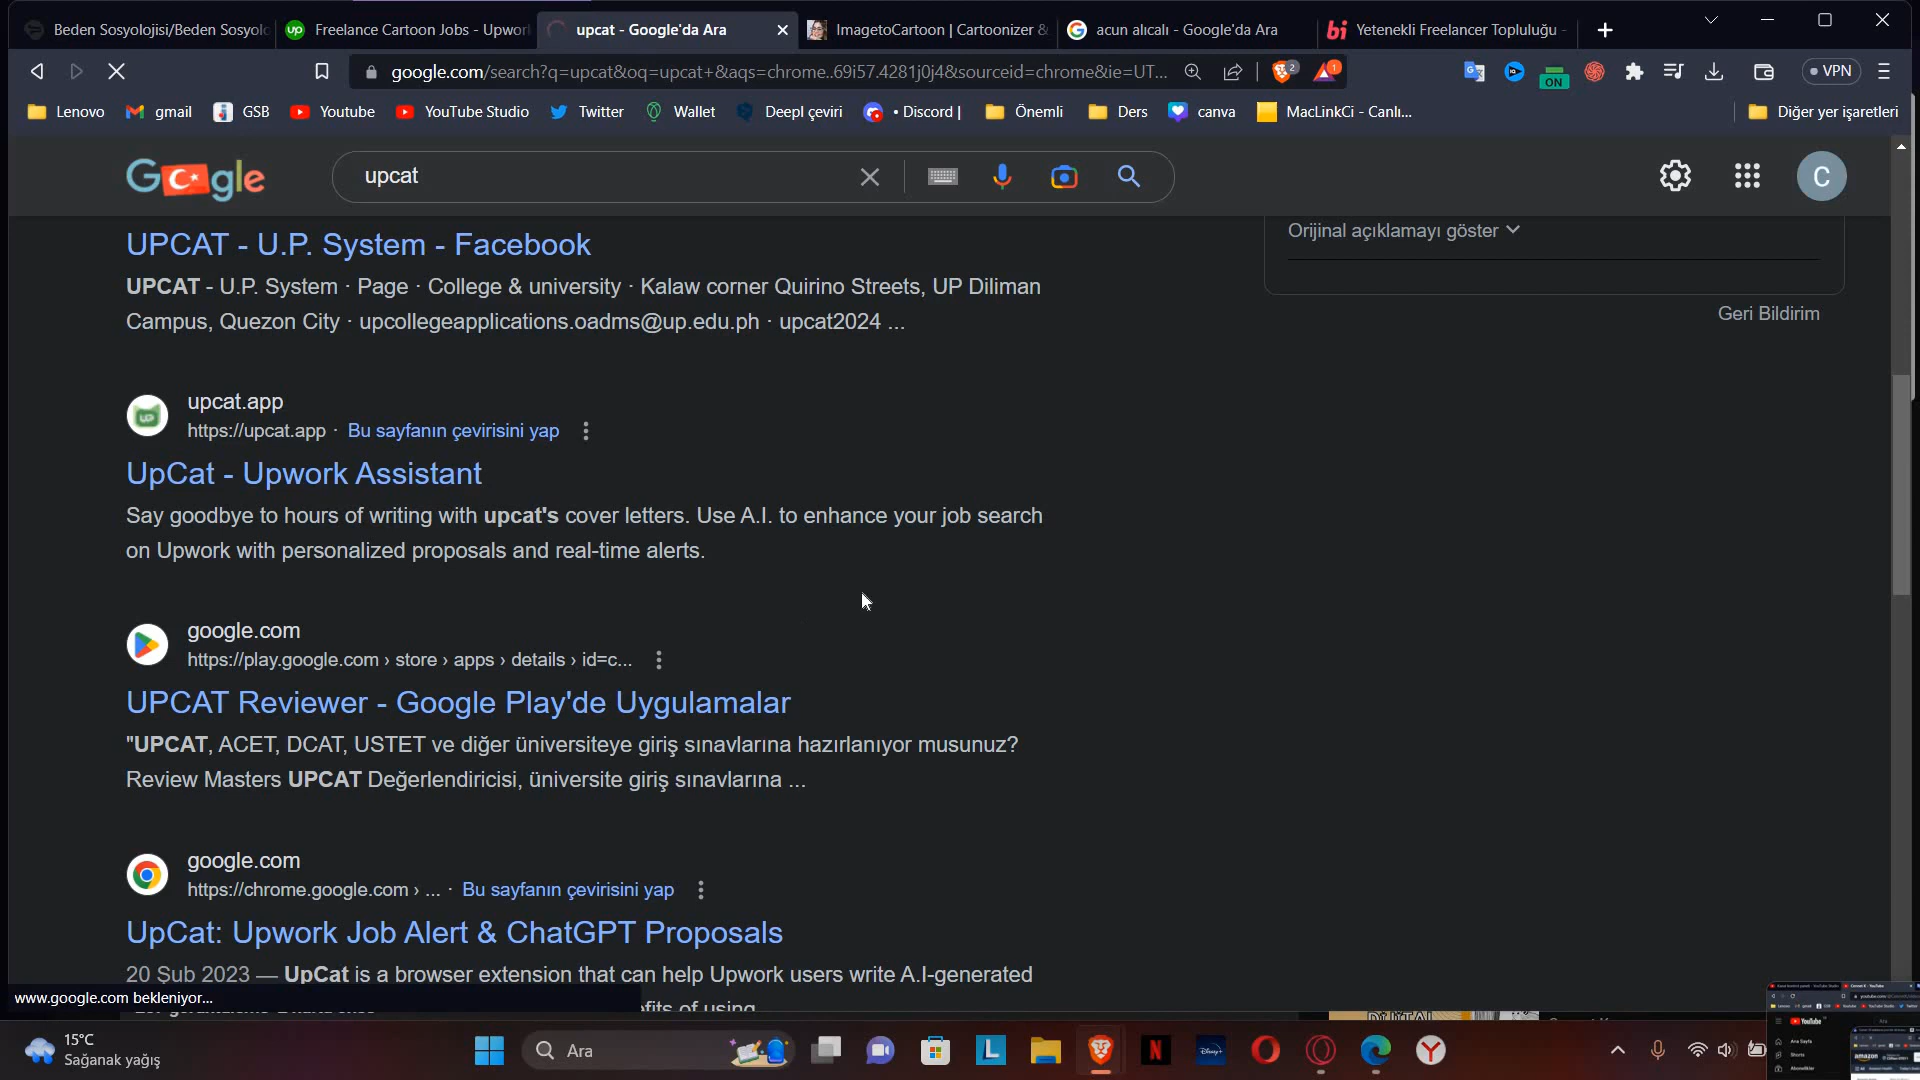 Beden Sosyolojisi/Beden Sosyolo
Freelance Cartoon Jobs - Upwor
upcat - Google'da Ara
ImagetoCartoon | Cartoonizer &
acun alıcalı - Google'da Ara
Yetenekli Freelancer Topluluğu -
google.com/search?q=upcat&oq=upcat+&aqs=chrome..69i57.4281j0j4&sourceid=chrome&ie=UT...
2
1
ON
VPN
Lenovo
gmail
GSB
Youtube
YouTube Studio
Twitter
Wallet
Deepl çeviri
• Discord |
Önemli
Ders
canva
MacLinkCi - Canlı...
Diğer yer işaretleri
Google
upcat
C
UPCAT - U.P. System - Facebook
UPCAT - U.P. System · Page · College & university · Kalaw corner Quirino Streets, UP Diliman
Campus, Quezon City · upcollegeapplications.oadms@up.edu.ph · upcat2024 ...
Orijinal açıklamayı göster
Geri Bildirim
upcat.app
https://upcat.app · Bu sayfanın çevirisini yap
UpCat - Upwork Assistant
Say goodbye to hours of writing with upcat's cover letters. Use A.I. to enhance your job search
on Upwork with personalized proposals and real-time alerts.
google.com
https://play.google.com › store › apps › details › id=c...
UPCAT Reviewer - Google Play'de Uygulamalar
"UPCAT, ACET, DCAT, USTET ve diğer üniversiteye giriş sınavlarına hazırlanıyor musunuz?
Review Masters UPCAT Değerlendiricisi, üniversite giriş sınavlarına ...
google.com
https://chrome.google.com › ... · Bu sayfanın çevirisini yap
UpCat: Upwork Job Alert & ChatGPT Proposals
20 Şub 2023 — UpCat is a browser extension that can help Upwork users write A.I-generated
efits of using
www.google.com bekleniyor...
15°C
Sağanak yağış
Ara
YouTube
amazon